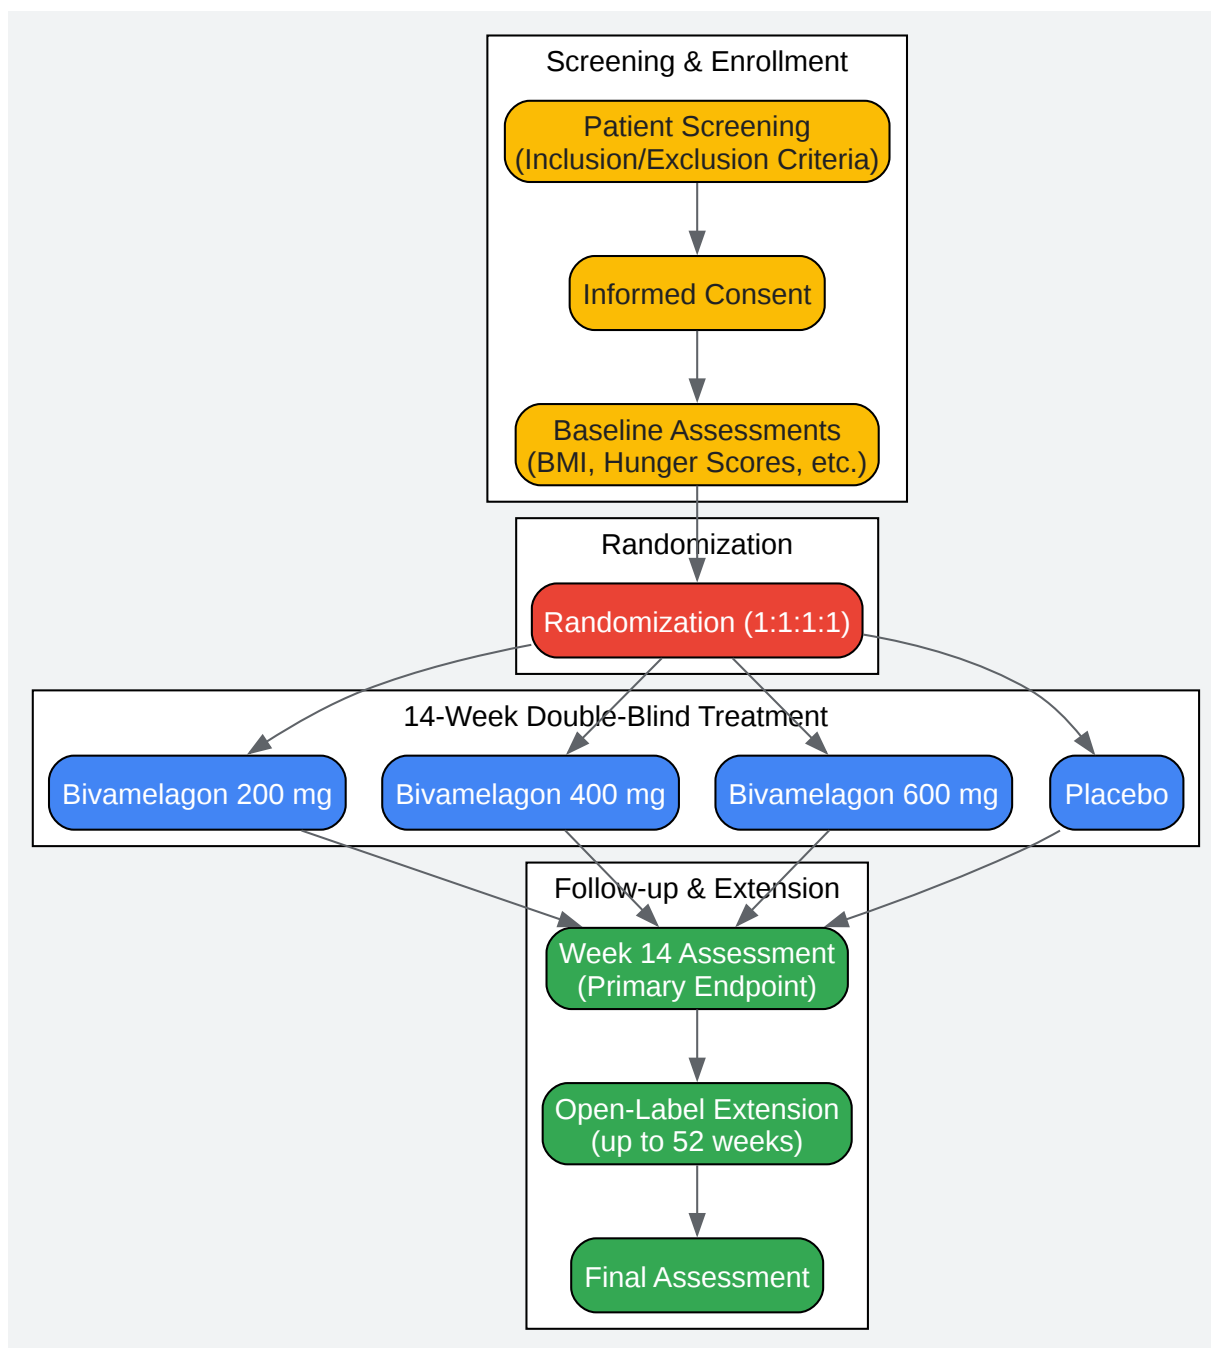 Screening & Enrollment
Patient Screening
(Inclusion/Exclusion Criteria)
Informed Consent
Baseline Assessments
(BMI, Hunger Scores, etc.)
Randomization
Randomization (1:1:1:1)
14-Week Double-Blind Treatment
Bivamelagon 200 mg
Bivamelagon 400 mg
Bivamelagon 600 mg
Placebo
Follow-up & Extension
Week 14 Assessment
(Primary Endpoint)
Open-Label Extension
(up to 52 weeks)
Final Assessment